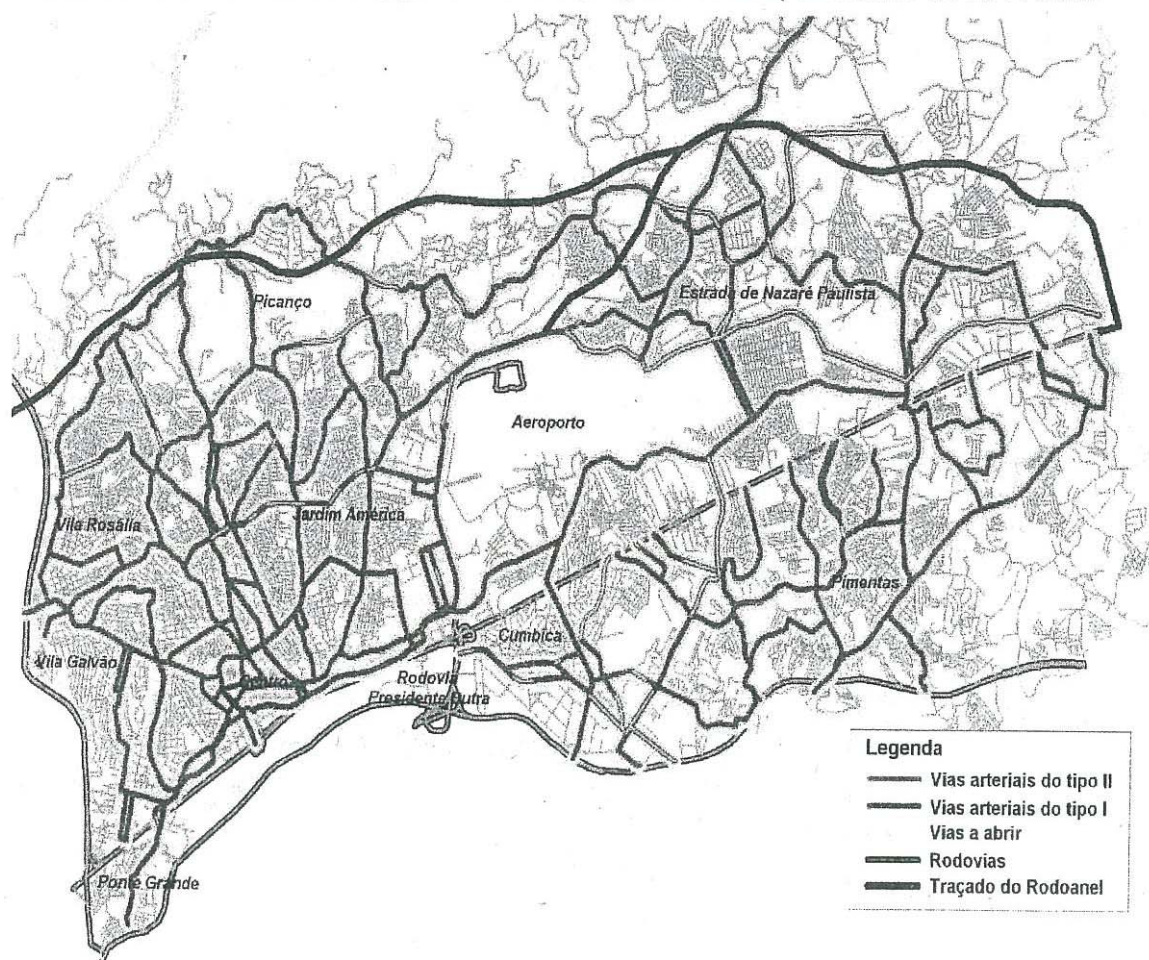 Picanço
Estrada de Nazaré Paulista
Aeroporto
Vila Rosália
Jardim América
Pimentas
Cumbica
Vila Galvão
Centro
Rodovia
Presidente Dutra
Ponte Grande
Legenda
Vias arteriais do tipo II
Vias arteriais do tipo I
Vias a abrir
Rodovias
Traçado do Rodoanel